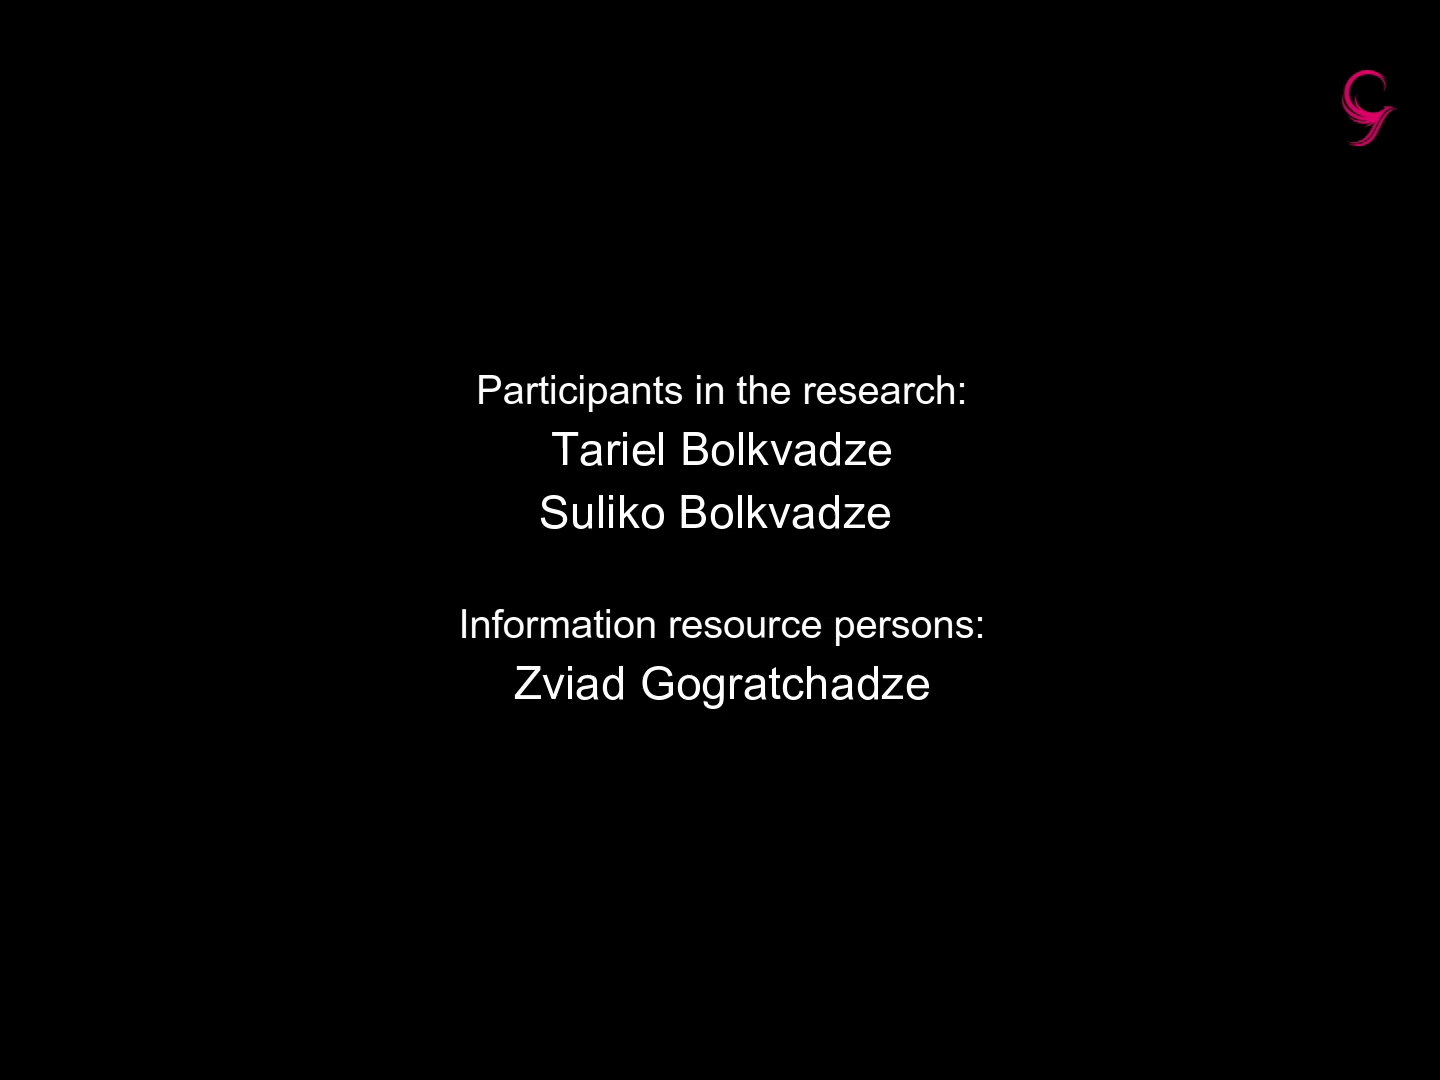 Participants in the research:
Tariel Bolkvadze
Suliko Bolkvadze
Information resource persons:
Zviad Gogratchadze